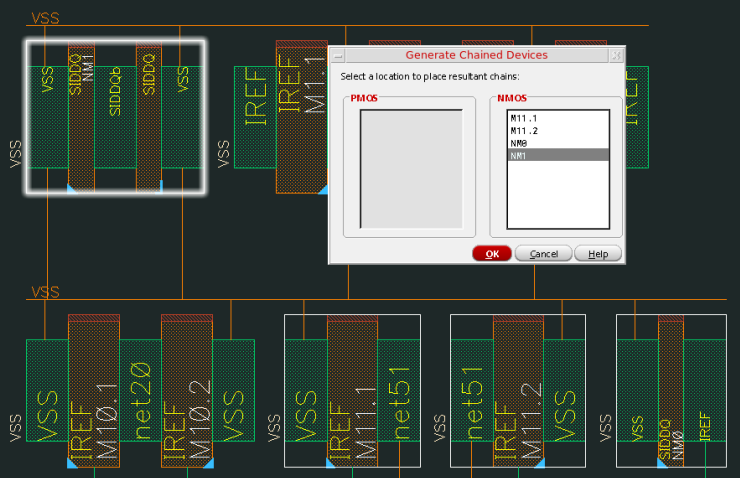 VSS
VSS
SIDDQ
NM1
SIDDQb
SIDDQ
VSS
VSS
IREF
IREF
M1.1
VSS
IREF
Generate Chained Devices
Select a location to place resultant chains:
PMOS
NMOS
M11.1
M11.2
NM0
NM1
OK
Cancel
Help
VSS
VSS
VSS
IREF
M10.1
net20
IREF
M10.2
VSS
VSS
VSS
IREF
M11.1
net51
VSS
net51
IREF
M11.2
VSS
VSS
VSS
SIDDQ
NM0
IREF